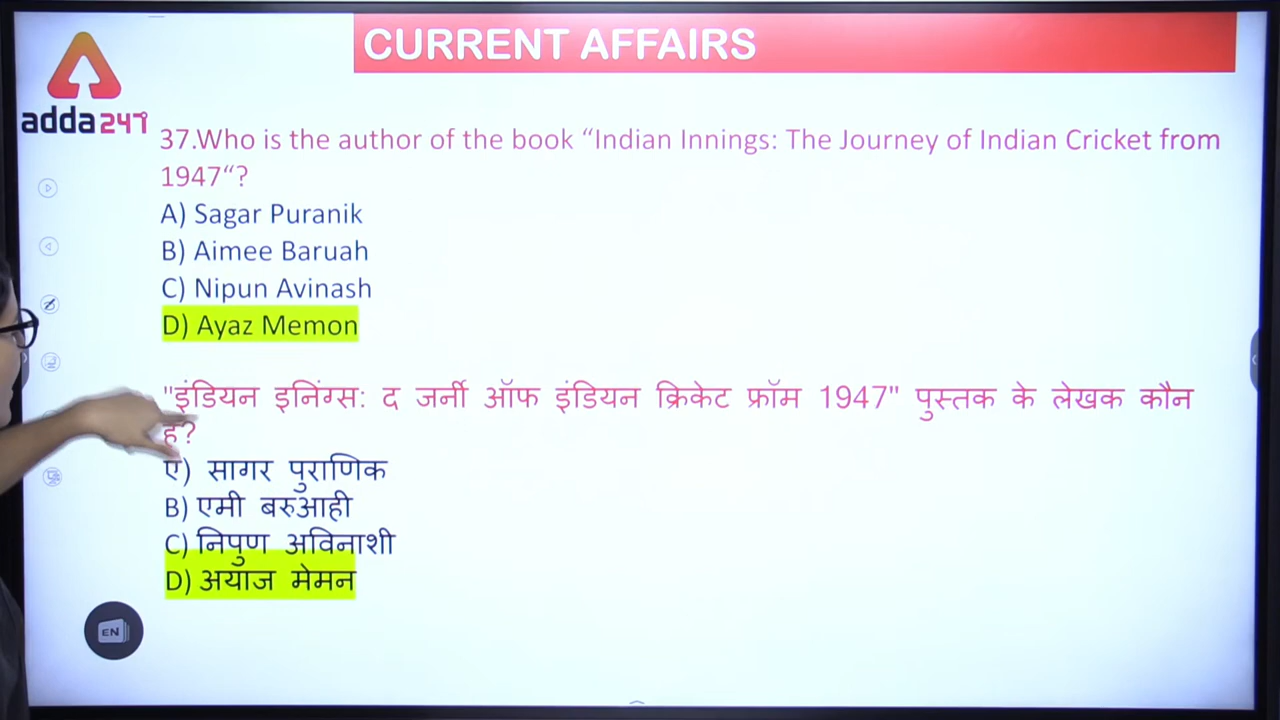 CURRENT AFFAIRS
adda247
37.Who is the author of the book “Indian Innings: The Journey of Indian Cricket from
1947“?
A) Sagar Puranik
B) Aimee Baruah
C) Nipun Avinash
D) Ayaz Memon
"इंडियन इनिंग्स: द जर्नी ऑफ इंडियन क्रिकेट फ्रॉम 1947" पुस्तक के लेखक कौन
ह?
ए) सागर पुराणिक
B) एमी बरुआही
C) निपुण अविनाशी
D) अयाज मेमन
EN